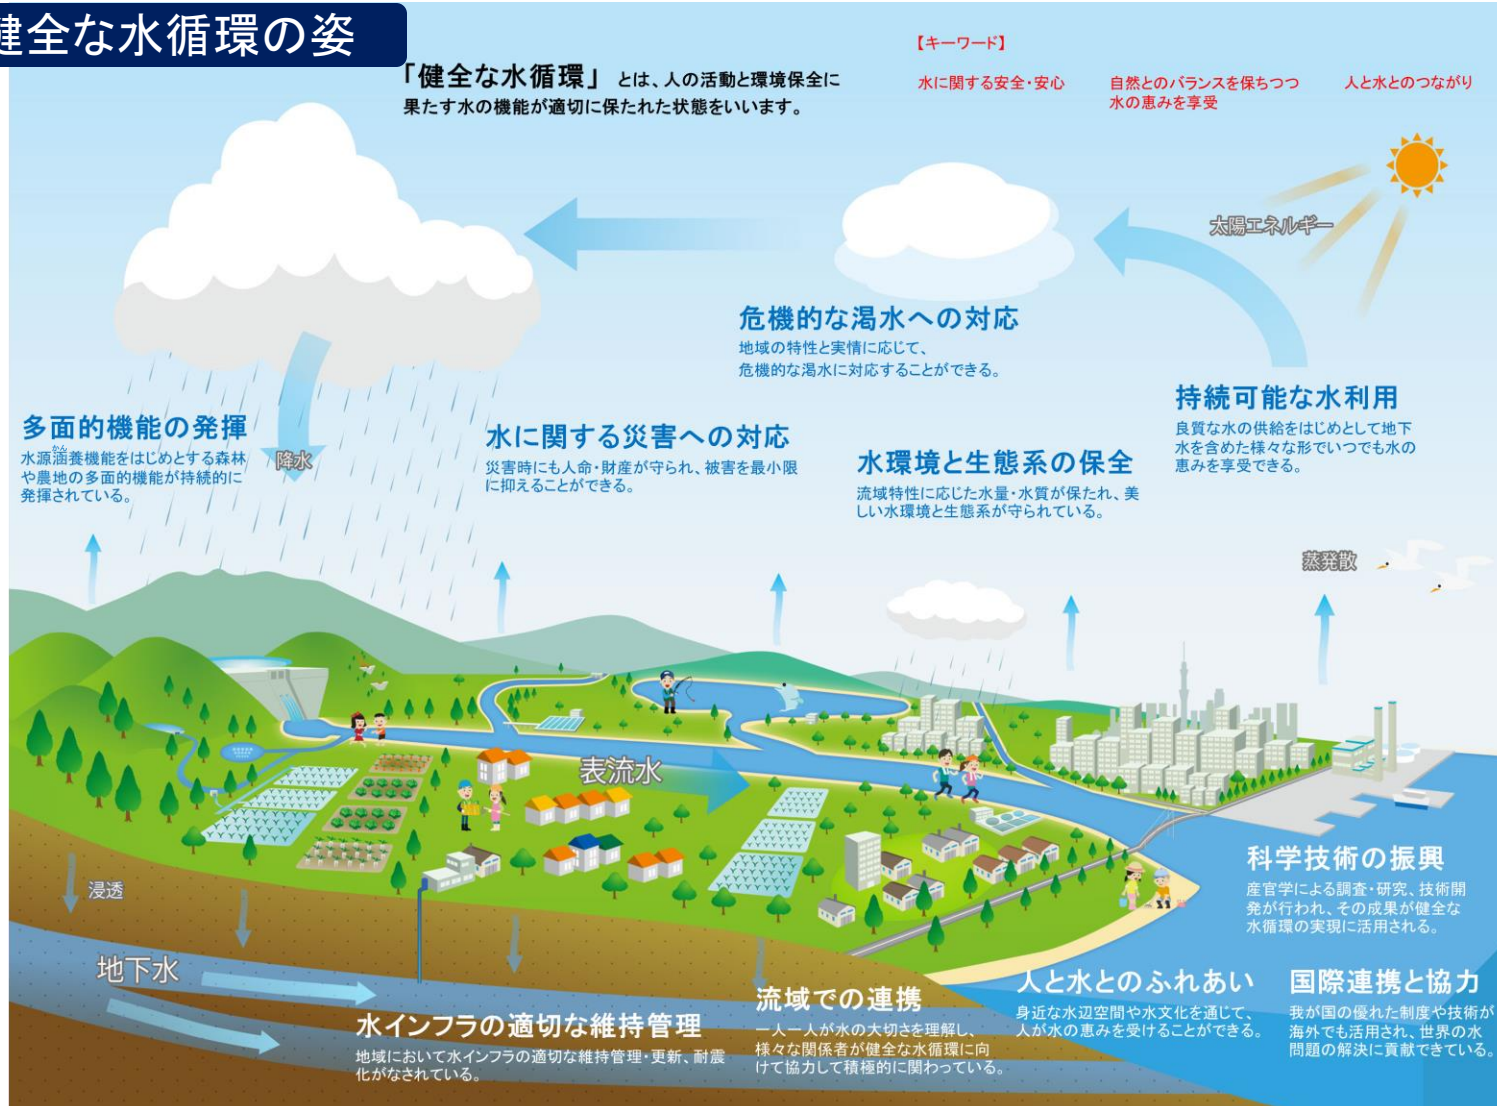 健全な水循環の姿
「健全な水循環」 とは、人の活動と環境保全に
果たす水の機能が適切に保たれた状態をいいます。
【キーワード】
水に関する安全・安心
自然とのバランスを保ちつつ
水の恵みを享受
人と水とのつながり
太陽エネルギー
危機的な渇水への対応
地域の特性と実情に応じて、
危機的な渇水に対応することができる。
持続可能な水利用
良質な水の供給をはじめとして地下
水を含めた様々な形でいつでも水の
恵みを享受できる。
多面的機能の発揮
かん
水源涵養機能をはじめとする森林
や農地の多面的機能が持続的に
発揮されている。
降水
水に関する災害への対応
災害時にも人命・財産が守られ、被害を最小限
に抑えることができる。
水環境と生態系の保全
流域特性に応じた水量・水質が保たれ、美
しい水環境と生態系が守られている。
蒸発散
表流水
浸透
地下水
科学技術の振興
産官学による調査・研究、技術開
発が行われ、その成果が健全な
水循環の実現に活用される。
水インフラの適切な維持管理
地域において水インフラの適切な維持管理・更新、耐震
化がなされている。
流域での連携
一人一人が水の大切さを理解し、
様々な関係者が健全な水循環に向
けて協力して積極的に関わっている。
人と水とのふれあい
身近な水辺空間や水文化を通じて、
人が水の恵みを受けることができる。
国際連携と協力
我が国の優れた制度や技術が
海外でも活用され、世界の水
問題の解決に貢献できている。